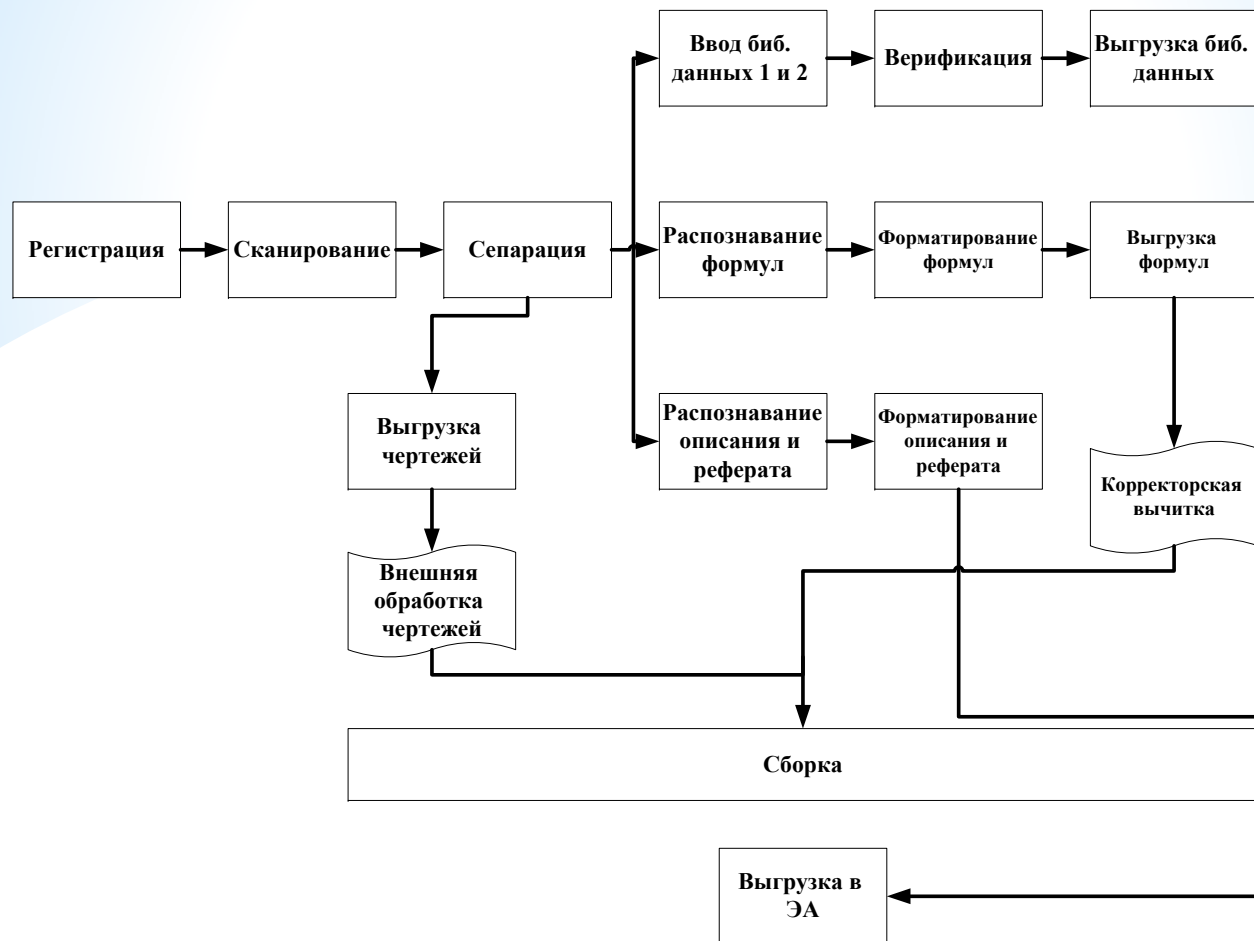 Ввод биб.
данных 1 и 2
Верификация
Выгрузка биб.
данных
Регистрация
Сканирование
Сепарация
Распознавание
формул
Форматирование
формул
Выгрузка
формул
Выгрузка
чертежей
Распознавание
описания и
реферата
Форматирование
описания и
реферата
Корректорская
вычитка
Внешняя
обработка
чертежей
Сборка
Выгрузка в
ЭА